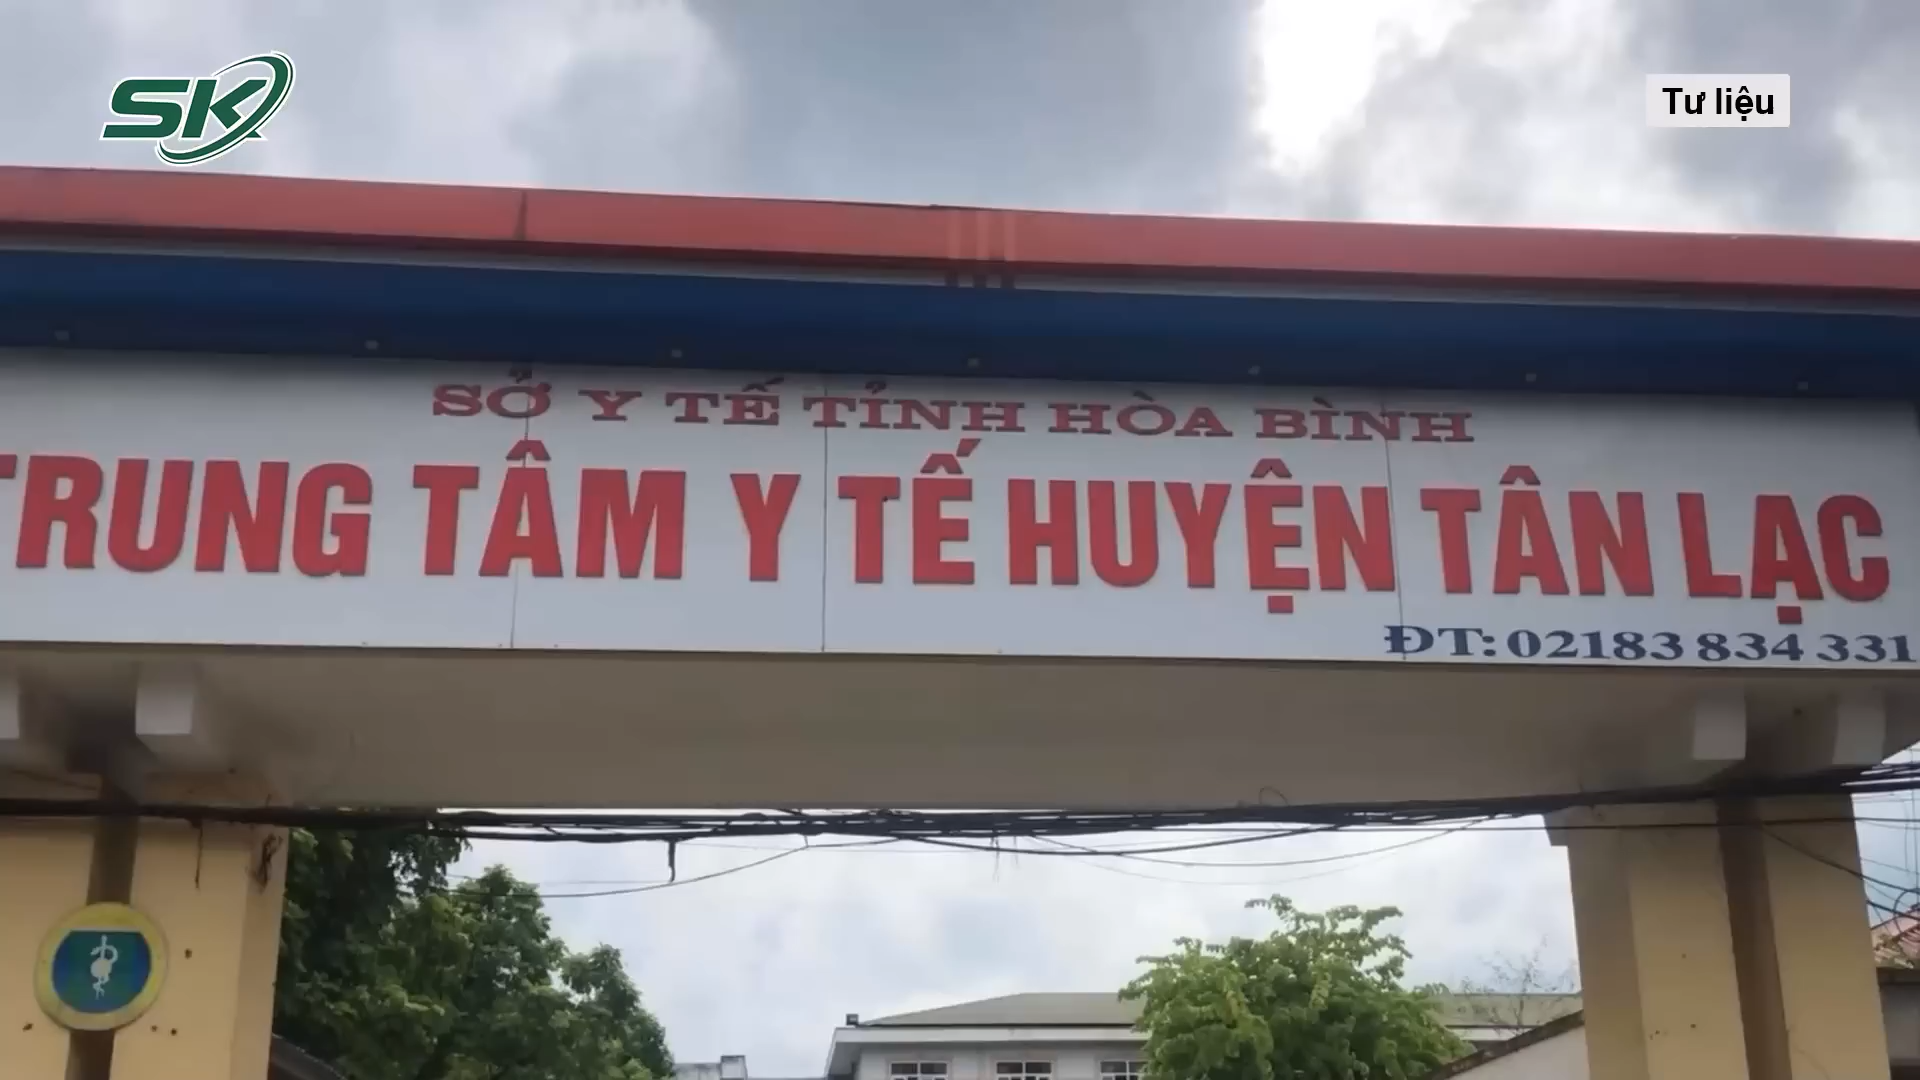 SK
Tư liệu
SỞ Y TẾ TỈNH HÒA BÌNH
TRUNG TÂM Y TẾ HUYỆN TÂN LẠC
ĐT: 02183 834 331